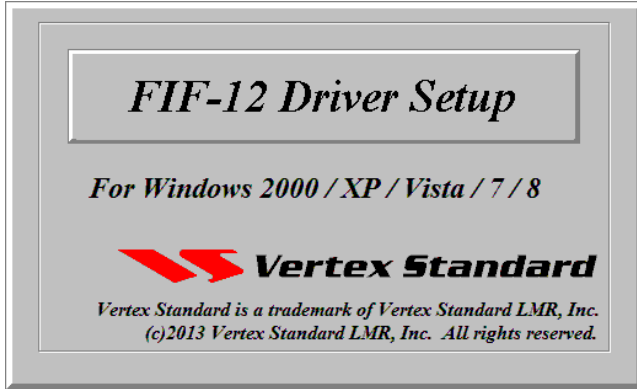 FIF-12 Driver Setup
For Windows 2000 / XP / Vista / 7 / 8
Vertex Standard
Vertex Standard is a trademark of Vertex Standard LMR, Inc.
(c)2013 Vertex Standard LMR, Inc. All rights reserved.